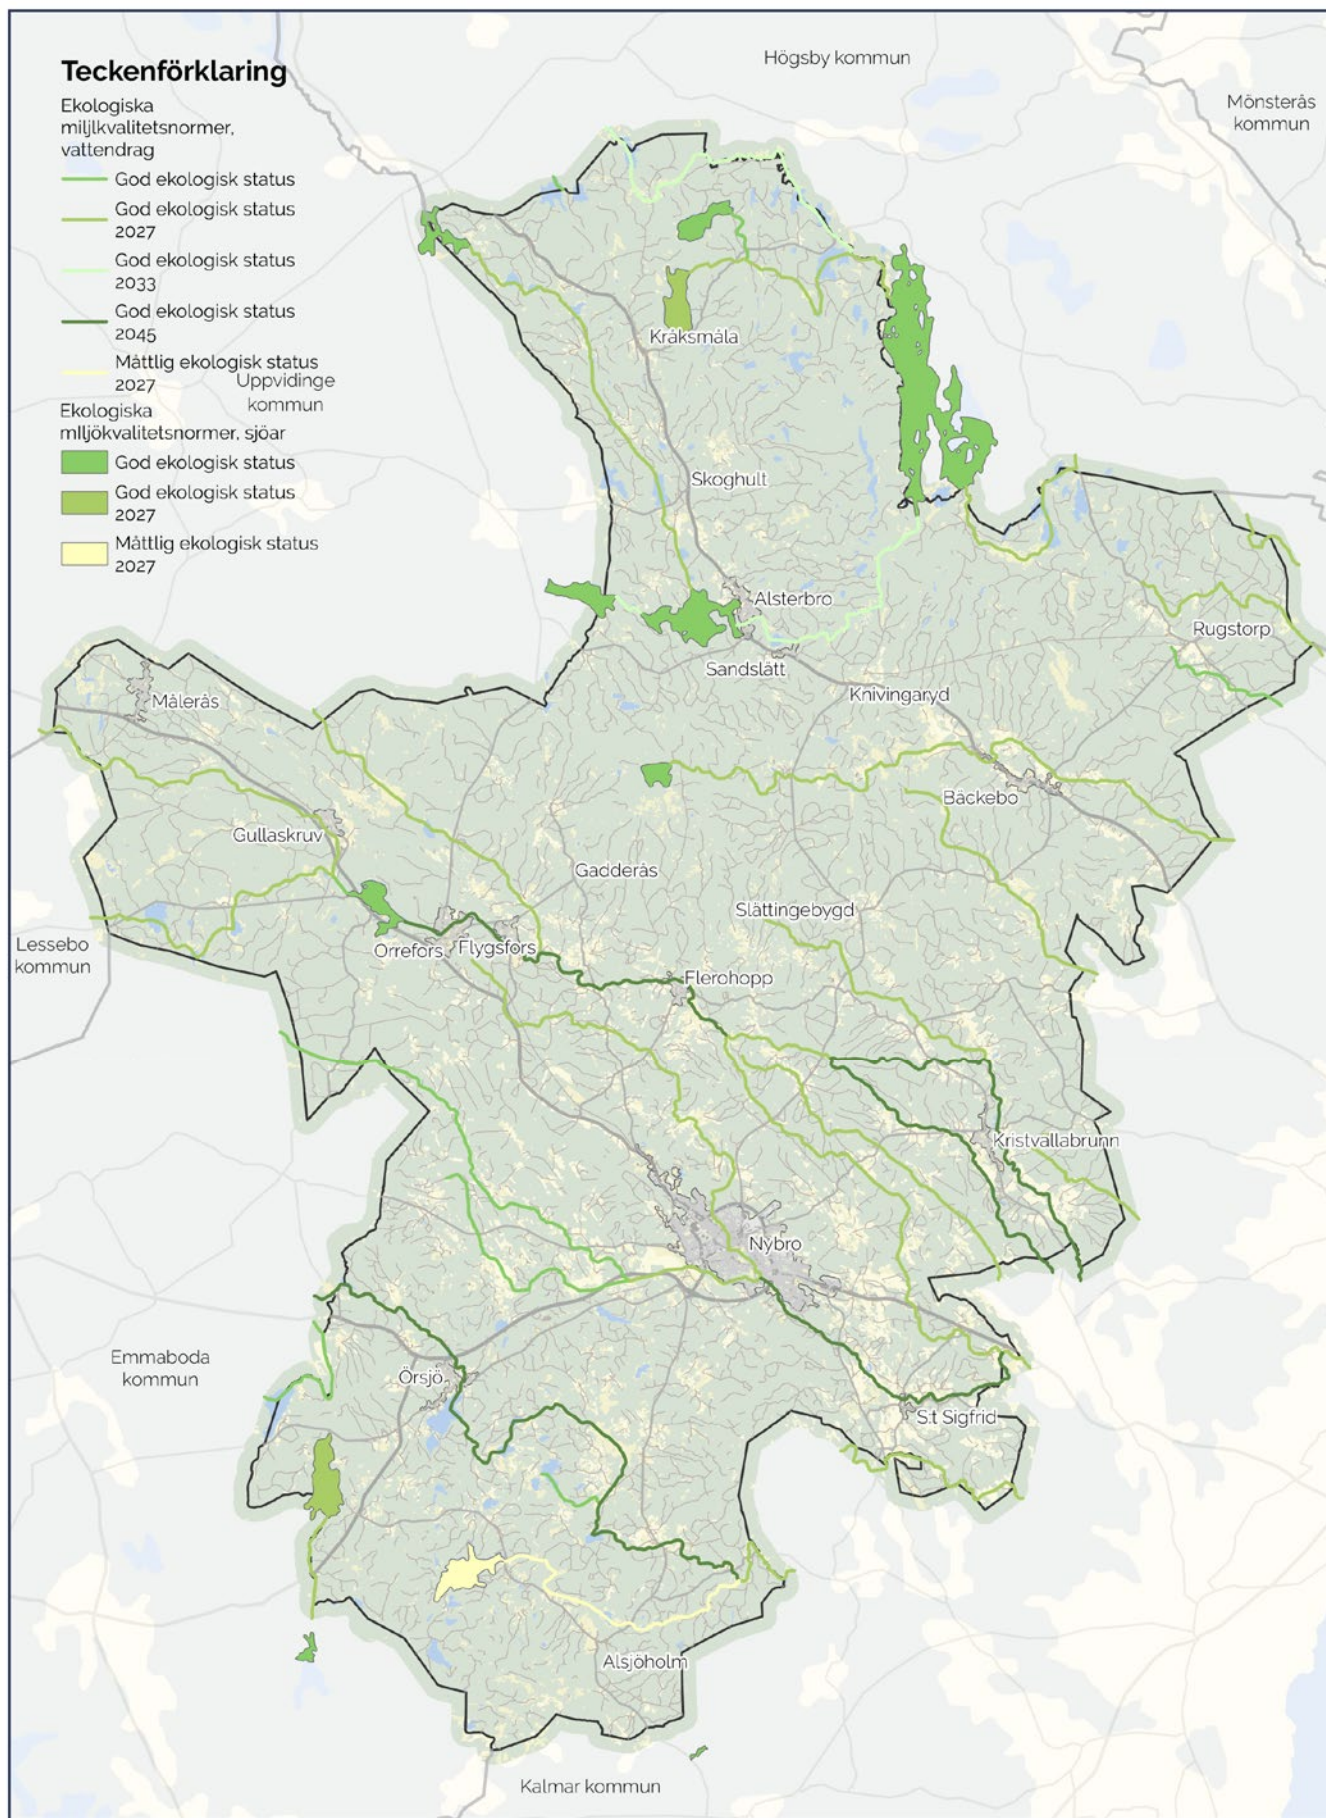 Teckenförklaring
Ekologiska
miljlkvalitetsnormer,
vattendrag
God ekologisk status
God ekologisk status
2027
God ekologisk status
2033
God ekologisk status
2045
Måttlig ekologisk status
2027
Ekologiska
mIljökvalitetsnormer, sjöar
God ekologisk status
God ekologisk status
2027
Måttlig ekologisk status
2027
Högsby kommun
Mönsterås
kommun
Uppvidinge
kommun
Kråksmåla
Skoghult
Alsterbro
Rugstorp
Sandslätt
Knivingaryd
Målerås
Bäckebo
Gullaskruv
Gadderås
Slättingebygd
Lessebo
kommun
Orrefors
Flygsfors
Flerohopp
Kristvallabrunn
Nybro
Emmaboda
kommun
Örsjö
S:t Sigfrid
Alsjöholm
Kalmar kommun